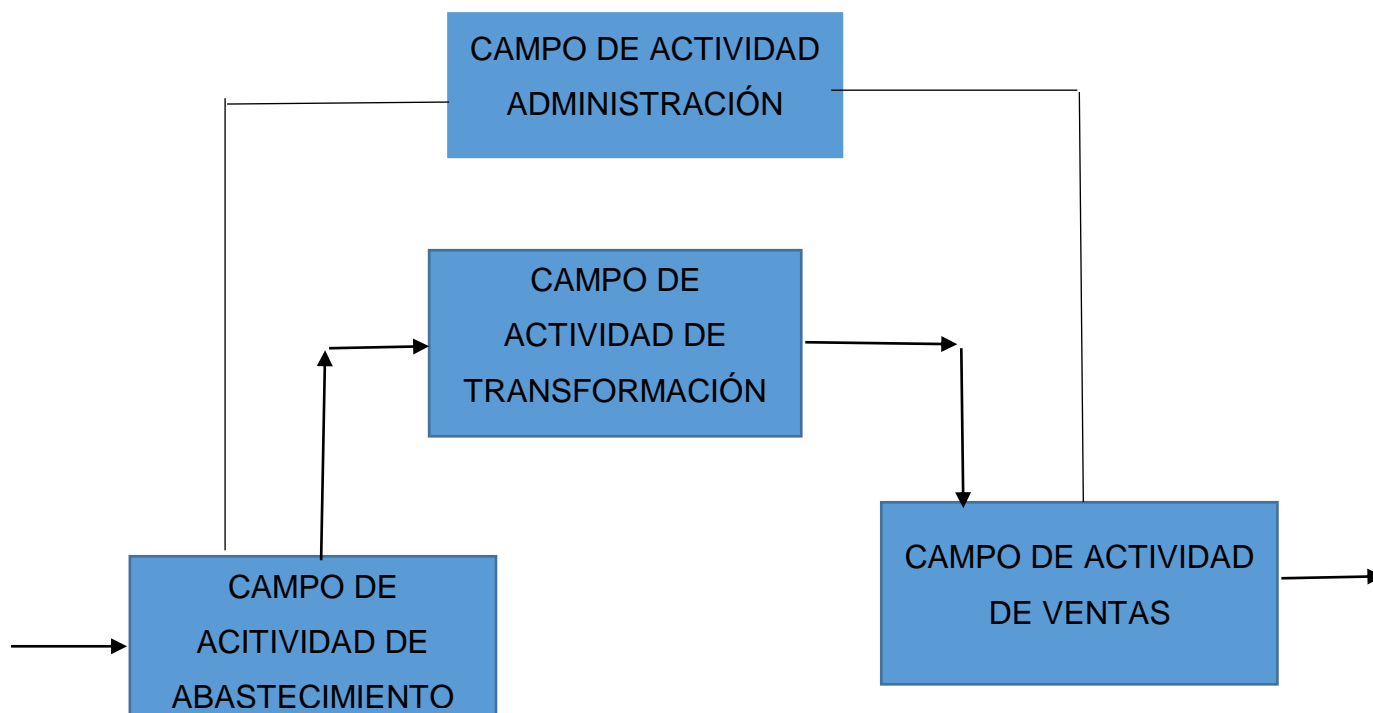 CAMPO DE ACTIVIDAD
ADMINISTRACIÓN
CAMPO DE
ACTIVIDAD DE
TRANSFORMACIÓN
CAMPO DE ACTIVIDAD
DE VENTAS
CAMPO DE
ACITIVIDAD DE
ABASTECIMIENTO